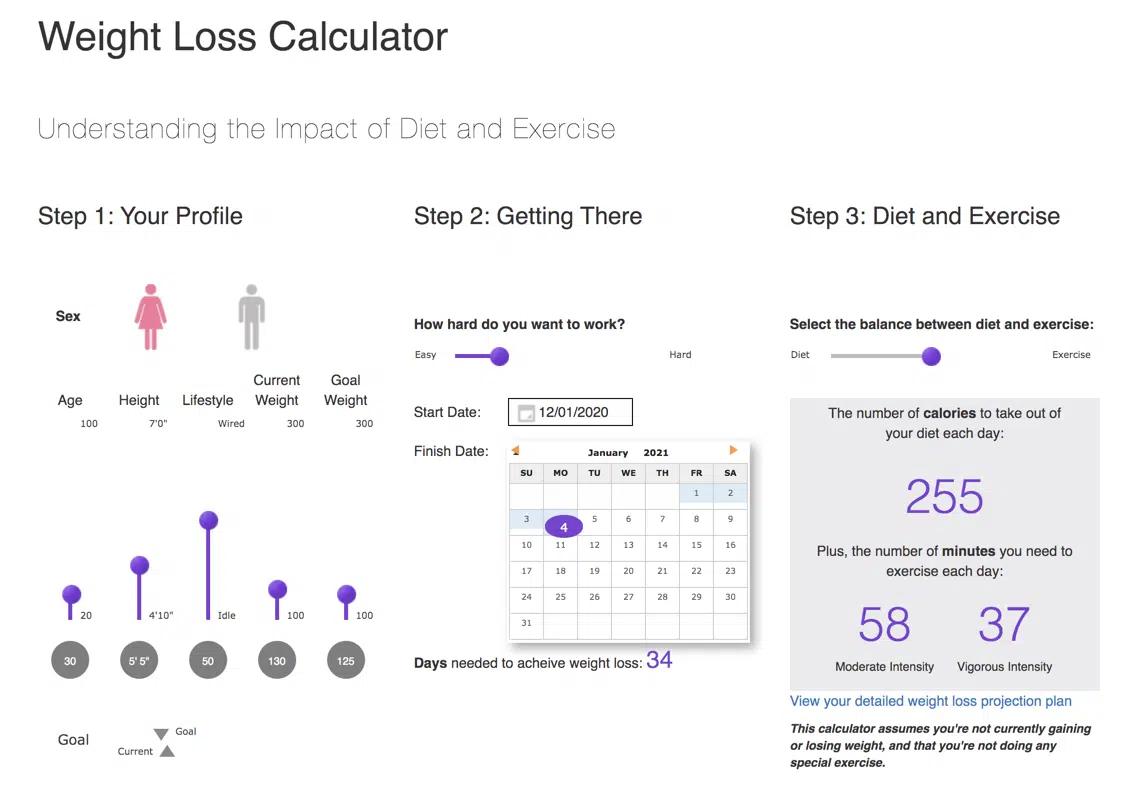 Weight Loss Calculator
Understanding the Impact of Diet and Exercise
Step 1: Your Profile
Sex
Age
Height
Lifestyle
Current
Weight
Goal
Weight
100
7'0"
Wired
300
300
20
4'10"
Idle
100
100
30
5' 5"
50
130
125
Goal
Goal
Current
Step 2: Getting There
How hard do you want to work?
Easy
Hard
Start Date:
12/01/2020
Finish Date:
January 2021
SU MO TU WE TH FR SA
1 2
3 4 5 6 7 8 9
10 11 12 13 14 15 16
17 18 19 20 21 22 23
24 25 26 27 28 29 30
31
Days needed to acheive weight loss: 34
Step 3: Diet and Exercise
Select the balance between diet and exercise:
Diet
Exercise
The number of calories to take out of
your diet each day:
255
Plus, the number of minutes you need to
exercise each day:
58 37
Moderate Intensity Vigorous Intensity
View your detailed weight loss projection plan
This calculator assumes you're not currently gaining
or losing weight, and that you're not doing any
special exercise.